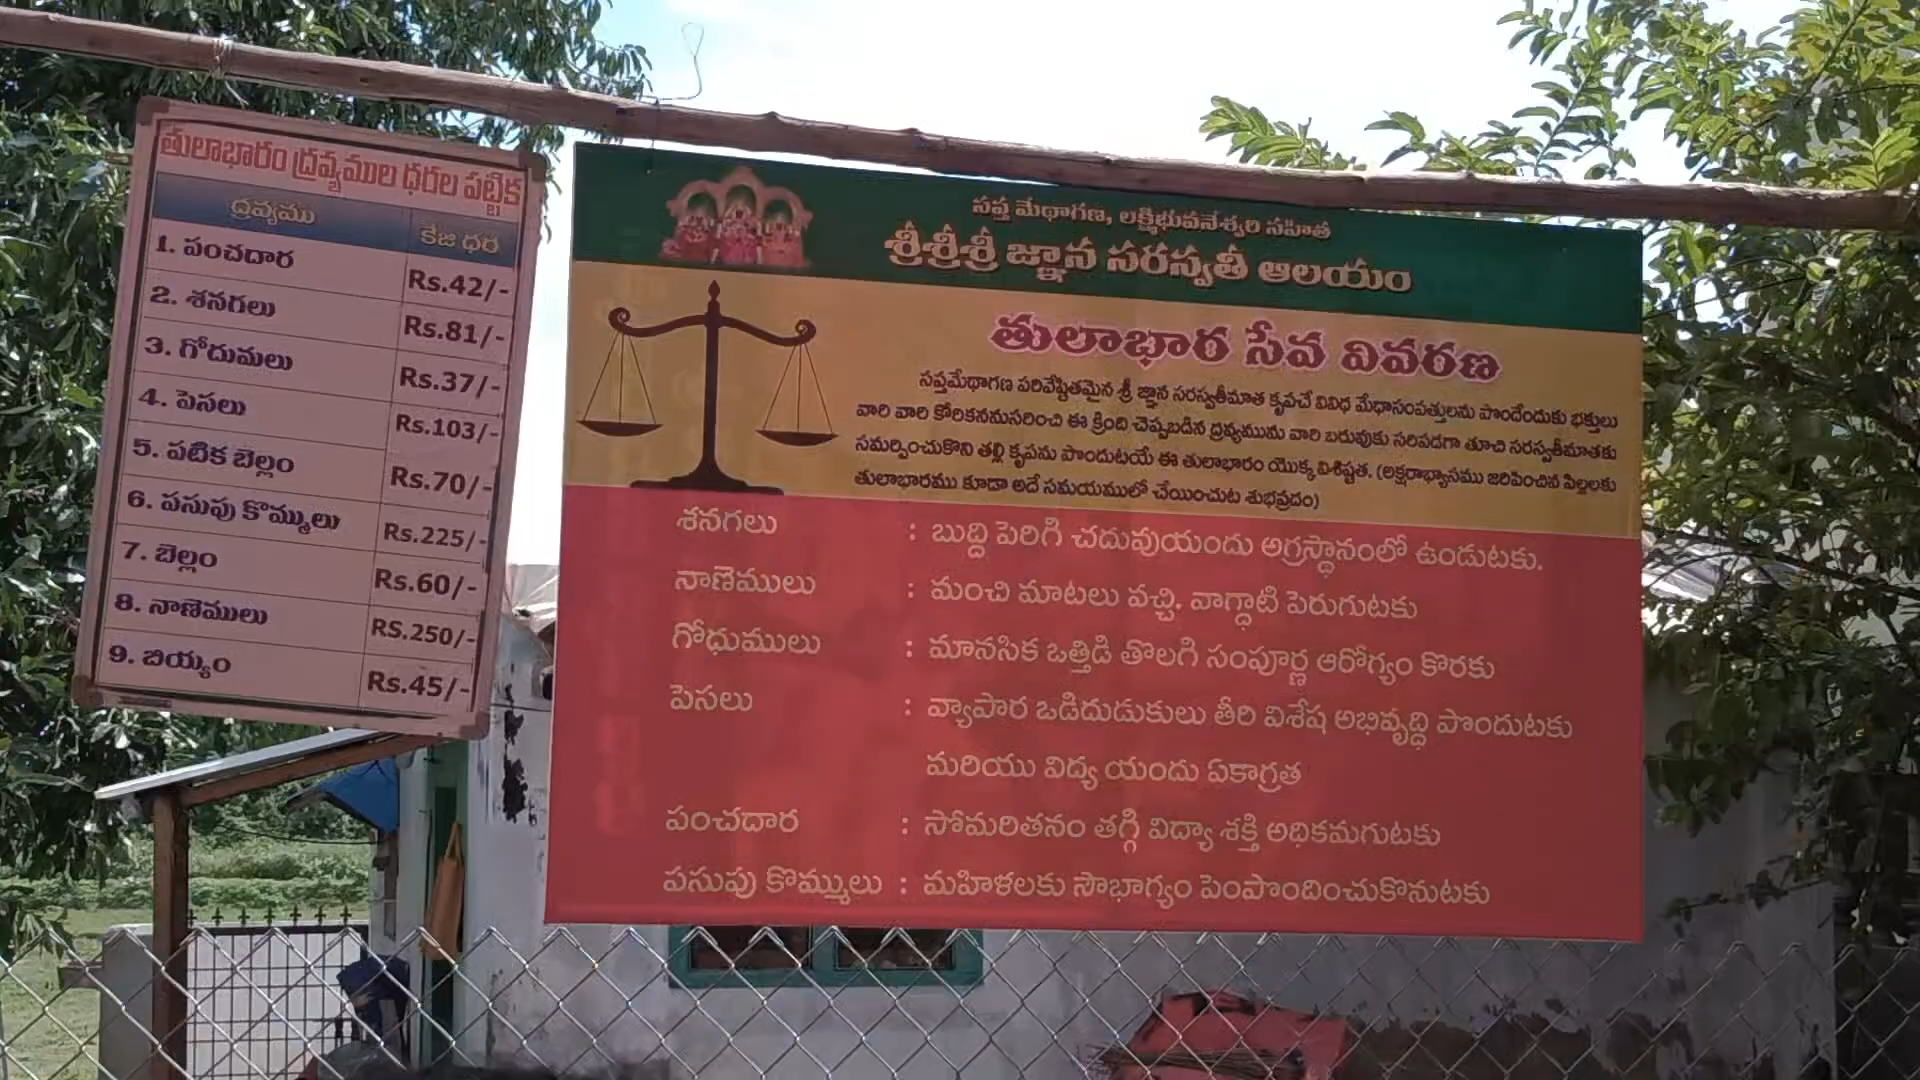 తులాభారం ద్రవ్యముల ధరల పట్టిక
ద్రవ్యము కేజి ధర
1. పంచదార Rs.42/-
2. శనగలు Rs.81/-
3. గోదుమలు Rs.37/-
4. పెసలు Rs.103/-
5. పటిక బెల్లం Rs.70/-
6. పసుపు కొమ్ములు Rs.225/-
7. బెల్లం Rs.60/-
8. నాణెములు RS.250/-
9. బియ్యం Rs.45/-
సప్త మేధాగణ, లక్ష్మీభువనేశ్వరి సహిత
శ్రీశ్రీశ్రీ జ్ఞాన సరస్వతీ ఆలయం
తులాభార సేవ వివరణ
సప్తమేధాగణ పరివేష్టితమైన శ్రీ జ్ఞాన సరస్వతీమాత కృపచే వివిధ మేధాసంపత్తులను పొందేందుకు భక్తులు
వారి వారి కోరికననుసరించి ఈ క్రింది చెప్పబడిన ద్రవ్యమును వారి బరువుకు సరిపడగా తూచి సరస్వతీమాతకు
సమర్పించుకొని తల్లి కృపను పొందుటయే ఈ తులాభారం యొక్క విశిష్టత. (అక్షరాభ్యాసము జరిపించిన పిల్లలకు
తులాభారము కూడా అదే సమయములో చేయించుట శుభప్రదం)
శనగలు : బుద్ది పెరిగి చదువుయందు అగ్రస్థానంలో ఉండుటకు.
నాణెములు : మంచి మాటలు వచ్చి. వాగ్ధాటి పెరుగుటకు
గోధుములు : మానసిక ఒత్తిడి తొలగి సంపూర్ణ ఆరోగ్యం కొరకు
పెసలు : వ్యాపార ఒడిదుడుకులు తీరి విశేష అభివృద్ధి పొందుటకు
మరియు విద్య యందు ఏకాగ్రత
పంచదార : సోమరితనం తగ్గి విద్యా శక్తి అధికమగుటకు
పసుపు కొమ్ములు : మహిళలకు సౌభాగ్యం పెంపొందించుకొనుటకు